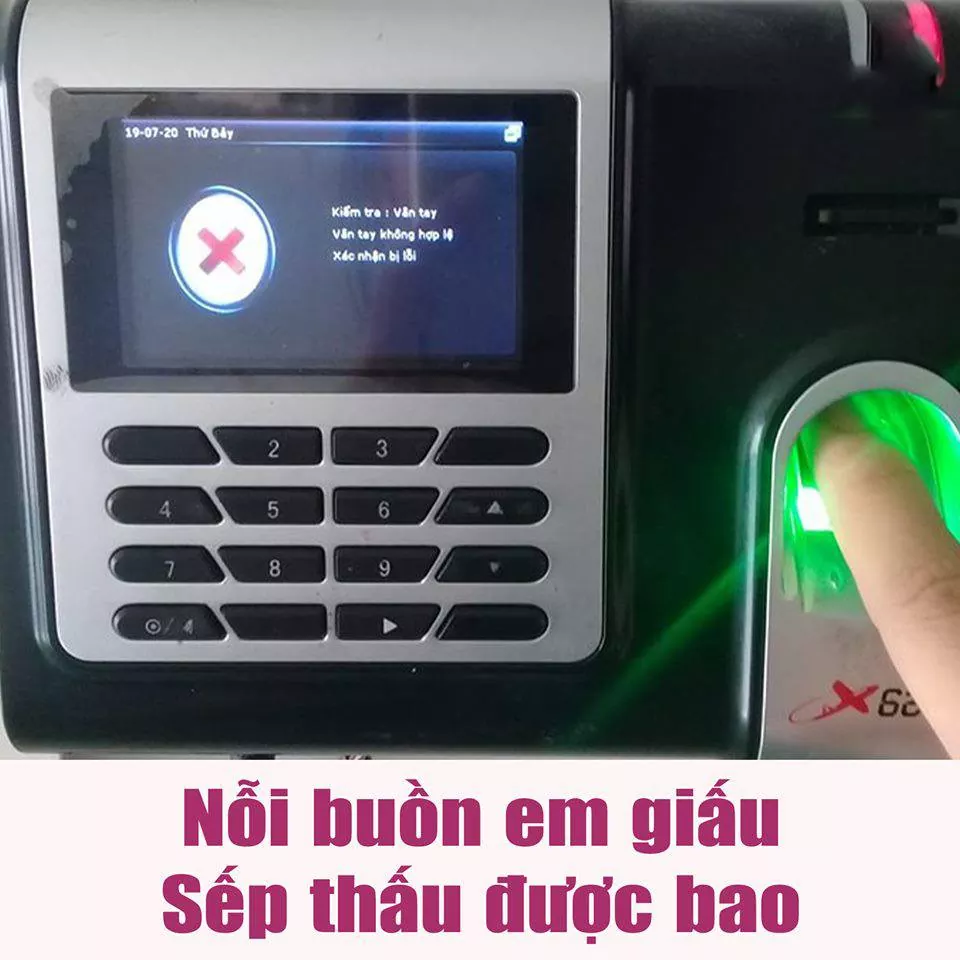 19-07-20 Thứ Bảy
Kiểm tra : Vân tay
Vân tay không hợp lệ
Xác nhận bị lỗi
2 3
4 5 6
7 8 9
Nỗi buồn em giấu
Sếp thấu được bao